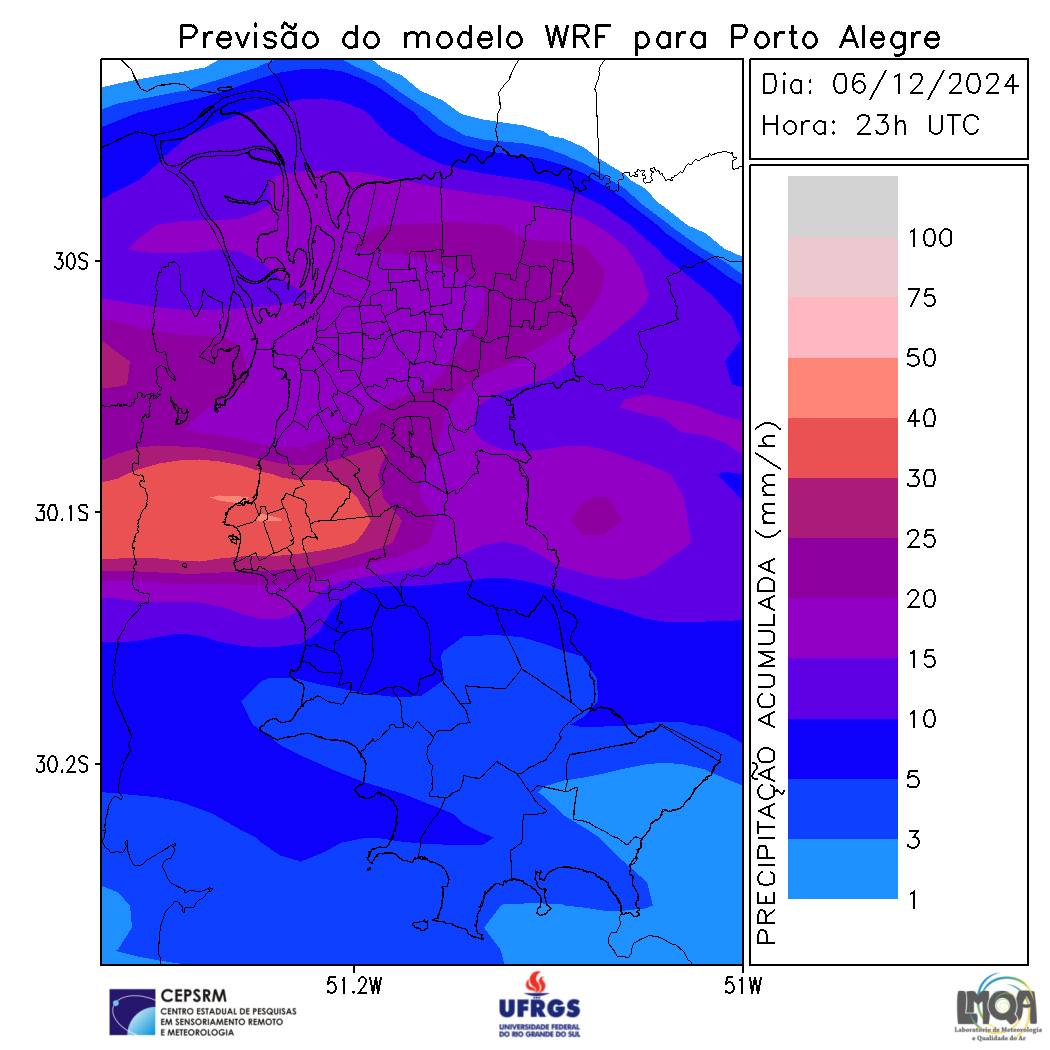 Previsão do modelo WRF para Porto Alegre
Dia: 06/12/2024
Hora: 23h UTC
30S
30.1S
30.2S
51.2W
51W
PRECIPITAÇÃO ACUMULADA (mm/h)
100
75
50
40
30
25
20
15
10
5
3
1
CEPSRM
CENTRO ESTADUAL DE PESQUISAS
EM SENSORIAMENTO REMOTO
E METEOROLOGIA
UFRGS
UNIVERSIDADE FEDERAL
DO RIO GRANDE DO SUL
LMQA
Laboratório de Meteorologia
e Qualidade do Ar